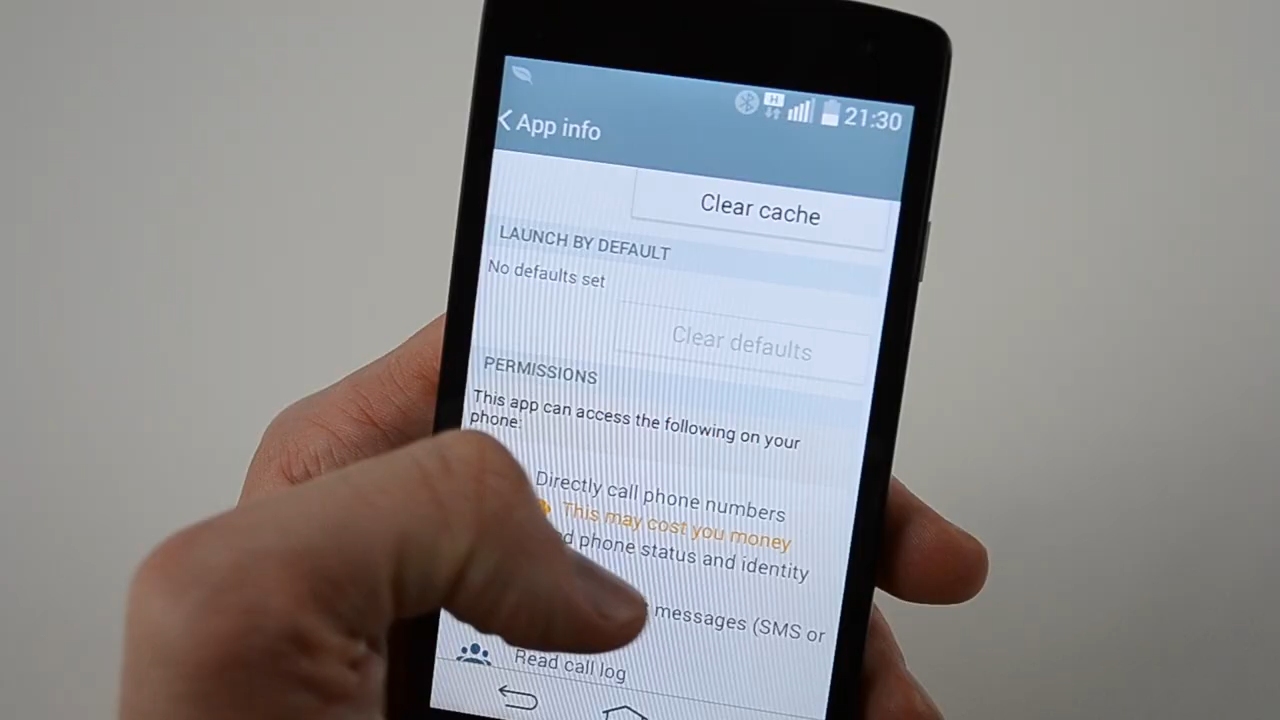 H
21:30
App info
Clear cache
LAUNCH BY DEFAULT
No defaults set
Clear defaults
PERMISSIONS
This app can access the following on your
phone:
Directly call phone numbers
This may cost you money
phone status and identity
messages (SMS or
Read call log